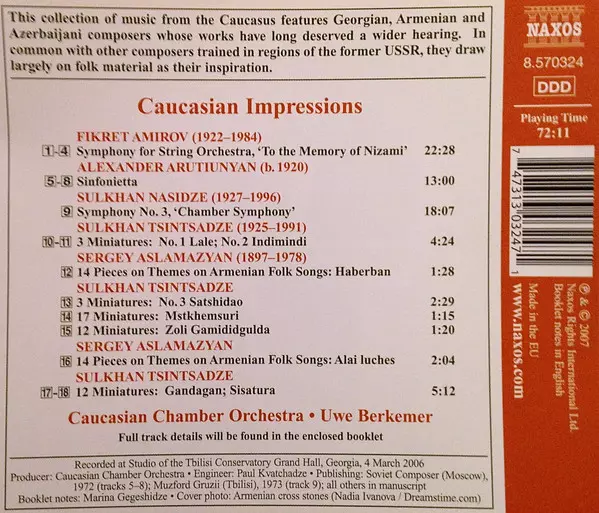 This collection of music from the Caucasus features Georgian, Armenian and
Azerbaijani composers whose works have long deserved a wider hearing. In
common with other composers trained in regions of the former USSR, they draw
largely on folk material as their inspiration.
Caucasian Impressions
FIKRET AMIROV (1922–1984)
1-4 Symphony for String Orchestra, ‘To the Memory of Nizami’ 22:28
ALEXANDER ARUTIUNYAN (b. 1920)
5-8 Sinfonietta 13:00
SULKHAN NASIDZE (1927–1996)
9 Symphony No. 3, ‘Chamber Symphony’ 18:07
SULKHAN TSINTSADZE (1925–1991)
10-11 3 Miniatures: No. 1 Lale; No. 2 Indimindi 4:24
SERGEY ASLAMAZYAN (1897–1978)
12 14 Pieces on Themes on Armenian Folk Songs: Haberban 1:28
SULKHAN TSINTSADZE
13 3 Miniatures: No. 3 Satshidao 2:29
14 17 Miniatures: Mstkhemsuri 1:15
15 12 Miniatures: Zoli Gamididgulda 1:20
SERGEY ASLAMAZYAN
16 14 Pieces on Themes on Armenian Folk Songs: Alai luches 2:04
SULKHAN TSINTSADZE
17-18 12 Miniatures: Gandagan; Sisatura 5:12
Caucasian Chamber Orchestra • Uwe Berkemer
Full track details will be found in the enclosed booklet
Recorded at Studio of the Tbilisi Conservatory Grand Hall, Georgia, 4 March 2006
Producer: Caucasian Chamber Orchestra • Engineer: Paul Kvatchadze • Publishing: Soviet Composer (Moscow),
1972 (tracks 5–8); Muzford Gruzii (Tbilisi), 1973 (track 9); all others in manuscript
Booklet notes: Marina Gegeshidze • Cover photo: Armenian cross stones (Nadia Ivanova / Dreamstime.com)
NAXOS
8.570324
DDD
Playing Time
72:11
7 47313 03247 1
℗ & © 2007
Naxos Rights International Ltd.
Booklet notes in English
Made in the EU
www.naxos.com